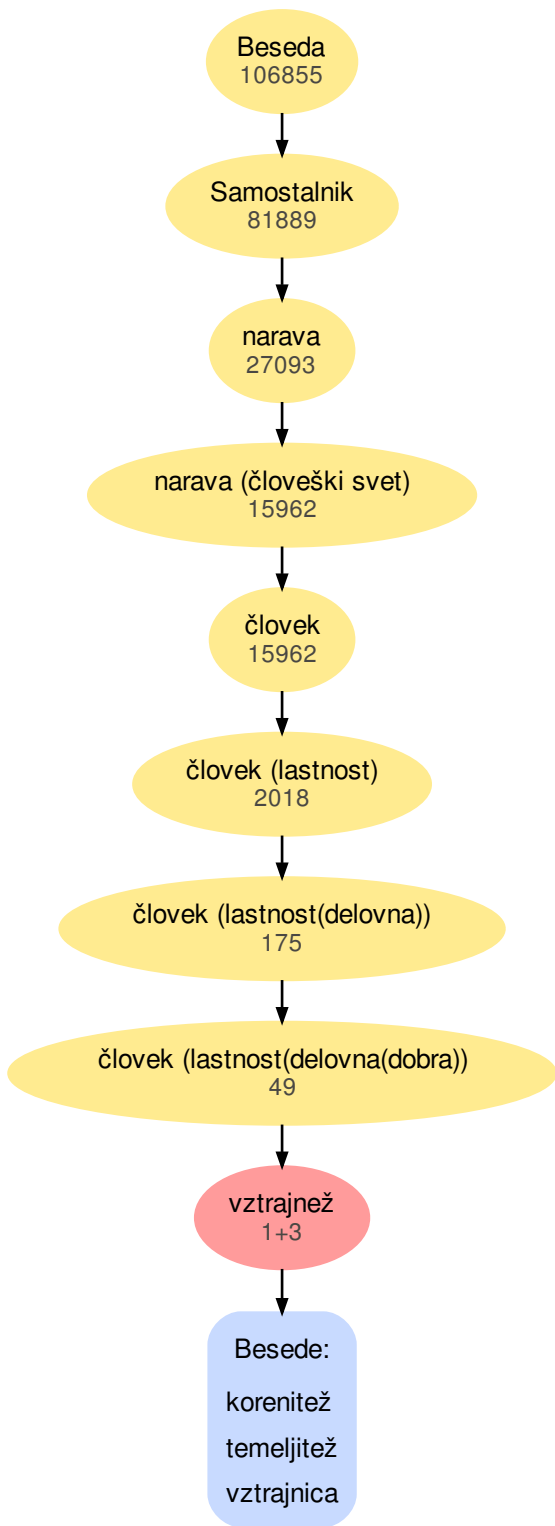 Beseda
106855
Samostalnik
81889
narava
27093
narava (človeški svet)
15962
človek
15962
človek (lastnost)
2018
človek (lastnost(delovna))
175
človek (lastnost(delovna(dobra))
49
vztrajnež
1+3
Besede:
korenitež
temeljitež
vztrajnica